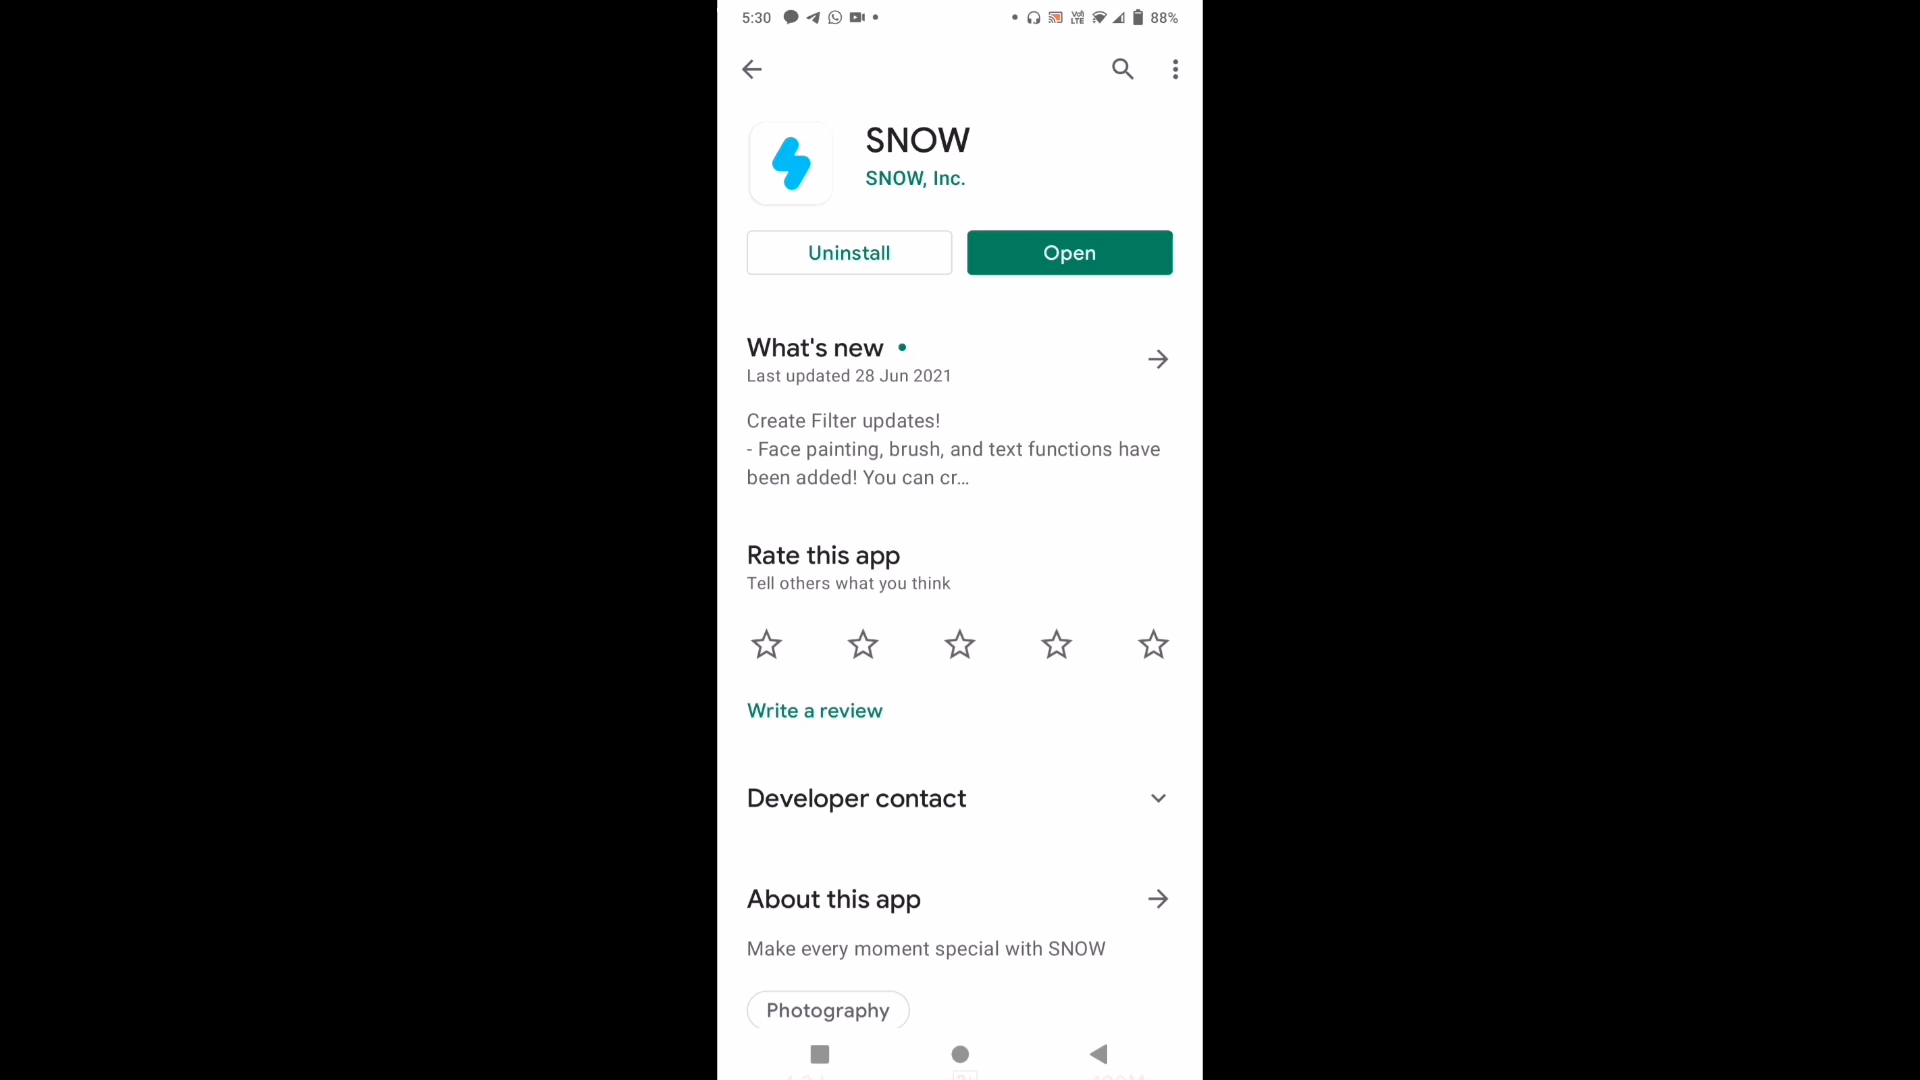 5:30
VoI LTE 88%
SNOW
SNOW, Inc.
Uninstall
Open
What's new
Last updated 28 Jun 2021
Create Filter updates!
- Face painting, brush, and text functions have
been added! You can cr...
Rate this app
Tell others what you think
Write a review
Developer contact
About this app
Make every moment special with SNOW
Photography